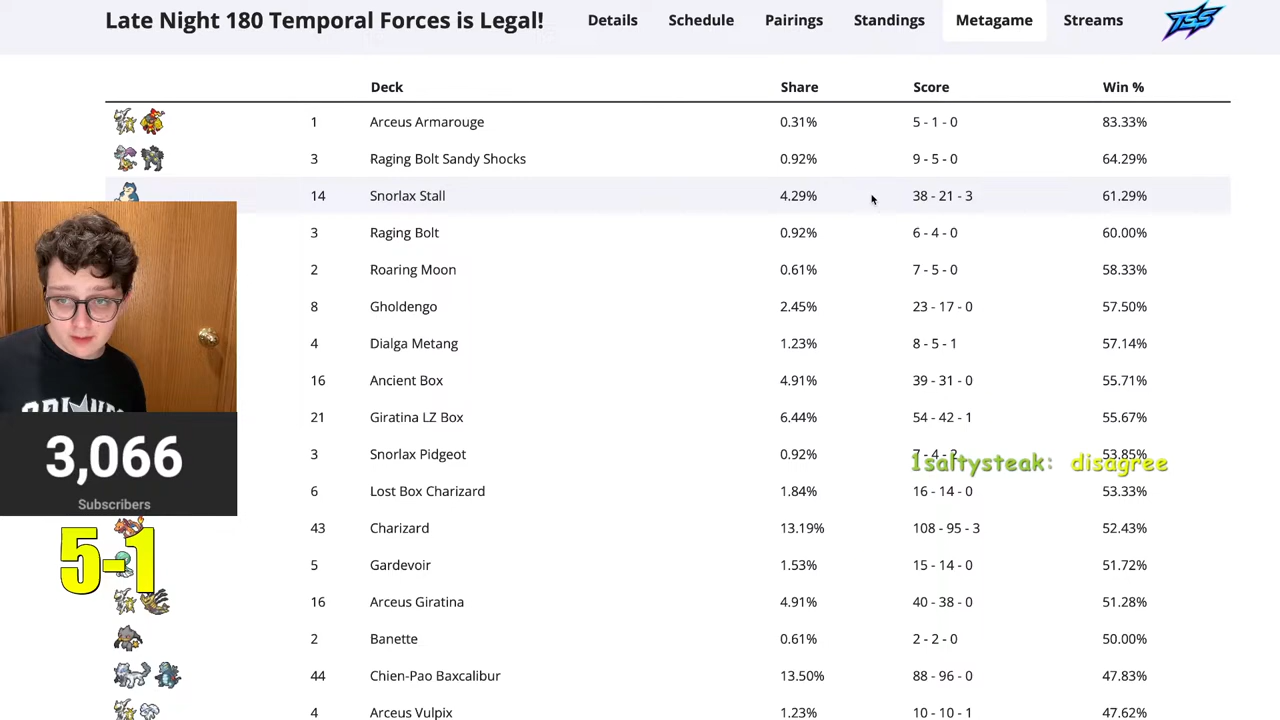 Late Night 180 Temporal Forces is Legal! Details Schedule Pairings Standings Metagame Streams TSS
Deck Share Score Win %
1 Arceus Armarouge 0.31% 5 - 1 - 0 83.33%
3 Raging Bolt Sandy Shocks 0.92% 9 - 5 - 0 64.29%
14 Snorlax Stall 4.29% 38 - 21 - 3 61.29%
3 Raging Bolt 0.92% 6 - 4 - 0 60.00%
2 Roaring Moon 0.61% 7 - 5 - 0 58.33%
8 Gholdengo 2.45% 23 - 17 - 0 57.50%
4 Dialga Metang 1.23% 8 - 5 - 1 57.14%
16 Ancient Box 4.91% 39 - 31 - 0 55.71%
21 Giratina LZ Box 6.44% 54 - 42 - 1 55.67%
3 Snorlax Pidgeot 0.92% 7 - 4 - 2 53.85%
1saltysteak: disagree
6 Lost Box Charizard 1.84% 16 - 14 - 0 53.33%
43 Charizard 13.19% 108 - 95 - 3 52.43%
5 Gardevoir 1.53% 15 - 14 - 0 51.72%
16 Arceus Giratina 4.91% 40 - 38 - 0 51.28%
2 Banette 0.61% 2 - 2 - 0 50.00%
44 Chien-Pao Baxcalibur 13.50% 88 - 96 - 0 47.83%
4 Arceus Vulpix 1.23% 10 - 10 - 1 47.62%
3,066
Subscribers
5-1